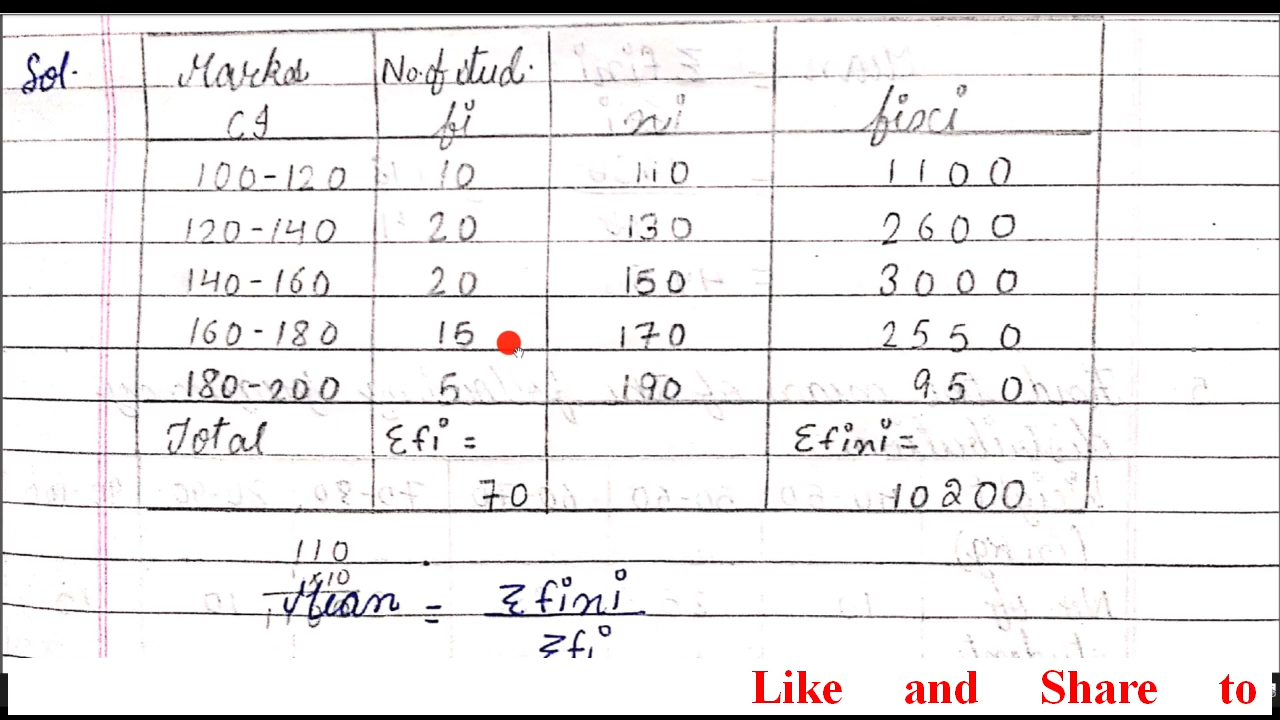 Sol. Marks No. of stud.
CI fi xi fixi
100-120 10 110 1100
120-140 20 130 2600
140-160 20 150 3000
160-180 15 170 2550
180-200 5 190 950
Total Σfi = Σfixi =
70 10200
110
×10
Mean = Σfixi
Σfi
Like and Share to